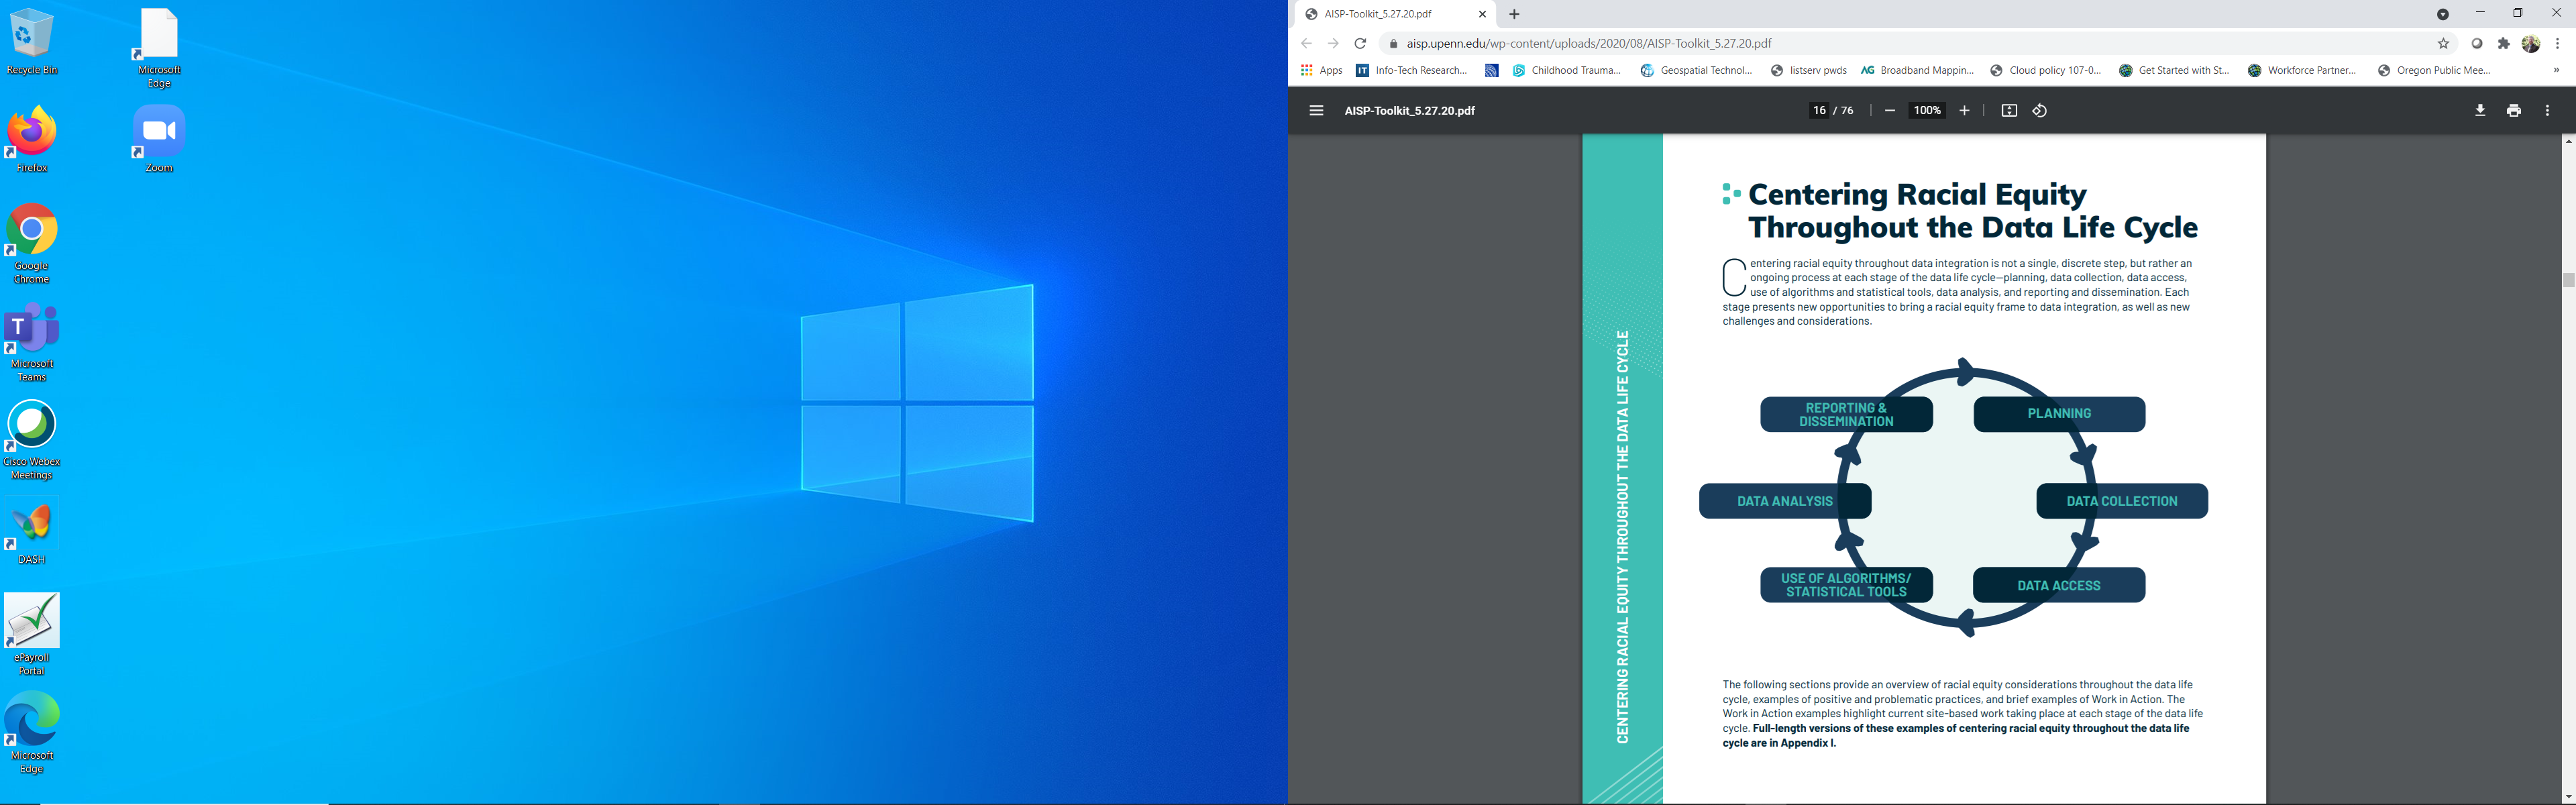 Recycle Bin
Microsoft
Edge
Firefox
Zoom
Google
Chrome
T
Microsoft
Teams
Cisco Webex
Meetings
DASH
ePayroll
Portal
Microsoft
Edge
AISP-Toolkit_5.27.20.pdf
aisp.upenn.edu/wp-content/uploads/2020/08/AISP-Toolkit_5.27.20.pdf
Apps
IT Info-Tech Research...
Childhood Trauma...
Geospatial Technol...
listserv pwds
AG Broadband Mappin...
Cloud policy 107-0...
Get Started with St...
Workforce Partner...
Oregon Public Mee...
»
AISP-Toolkit_5.27.20.pdf
16 / 76
100%
CENTERING RACIAL EQUITY THROUGHOUT THE DATA LIFE CYCLE
Centering Racial Equity
Throughout the Data Life Cycle
Centering racial equity throughout data integration is not a single, discrete step, but rather an
ongoing process at each stage of the data life cycle—planning, data collection, data access,
use of algorithms and statistical tools, data analysis, and reporting and dissemination. Each
stage presents new opportunities to bring a racial equity frame to data integration, as well as new
challenges and considerations.
REPORTING &
DISSEMINATION
PLANNING
DATA ANALYSIS
DATA COLLECTION
USE OF ALGORITHMS/
STATISTICAL TOOLS
DATA ACCESS
The following sections provide an overview of racial equity considerations throughout the data life
cycle, examples of positive and problematic practices, and brief examples of Work in Action. The
Work in Action examples highlight current site-based work taking place at each stage of the data life
cycle. Full-length versions of these examples of centering racial equity throughout the data life
cycle are in Appendix I.